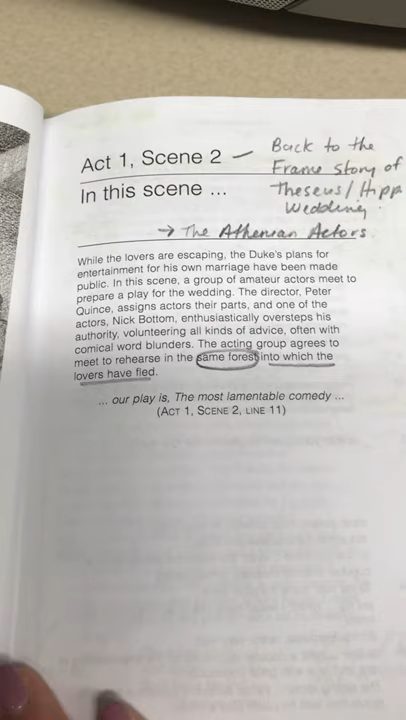 Act 1, Scene 2 – Back to the
Frame Story of
In this scene ... Theseus/Hipp
Wedding.
→ The Athenian Actors.
While the lovers are escaping, the Duke's plans for
entertainment for his own marriage have been made
public. In this scene, a group of amateur actors meet to
prepare a play for the wedding. The director, Peter
Quince, assigns actors their parts, and one of the
actors, Nick Bottom, enthusiastically oversteps his
authority, volunteering all kinds of advice, often with
comical word blunders. The acting group agrees to
meet to rehearse in the same forest into which the
lovers have fled.
... our play is, The most lamentable comedy ...
(ACT 1, SCENE 2, LINE 11)